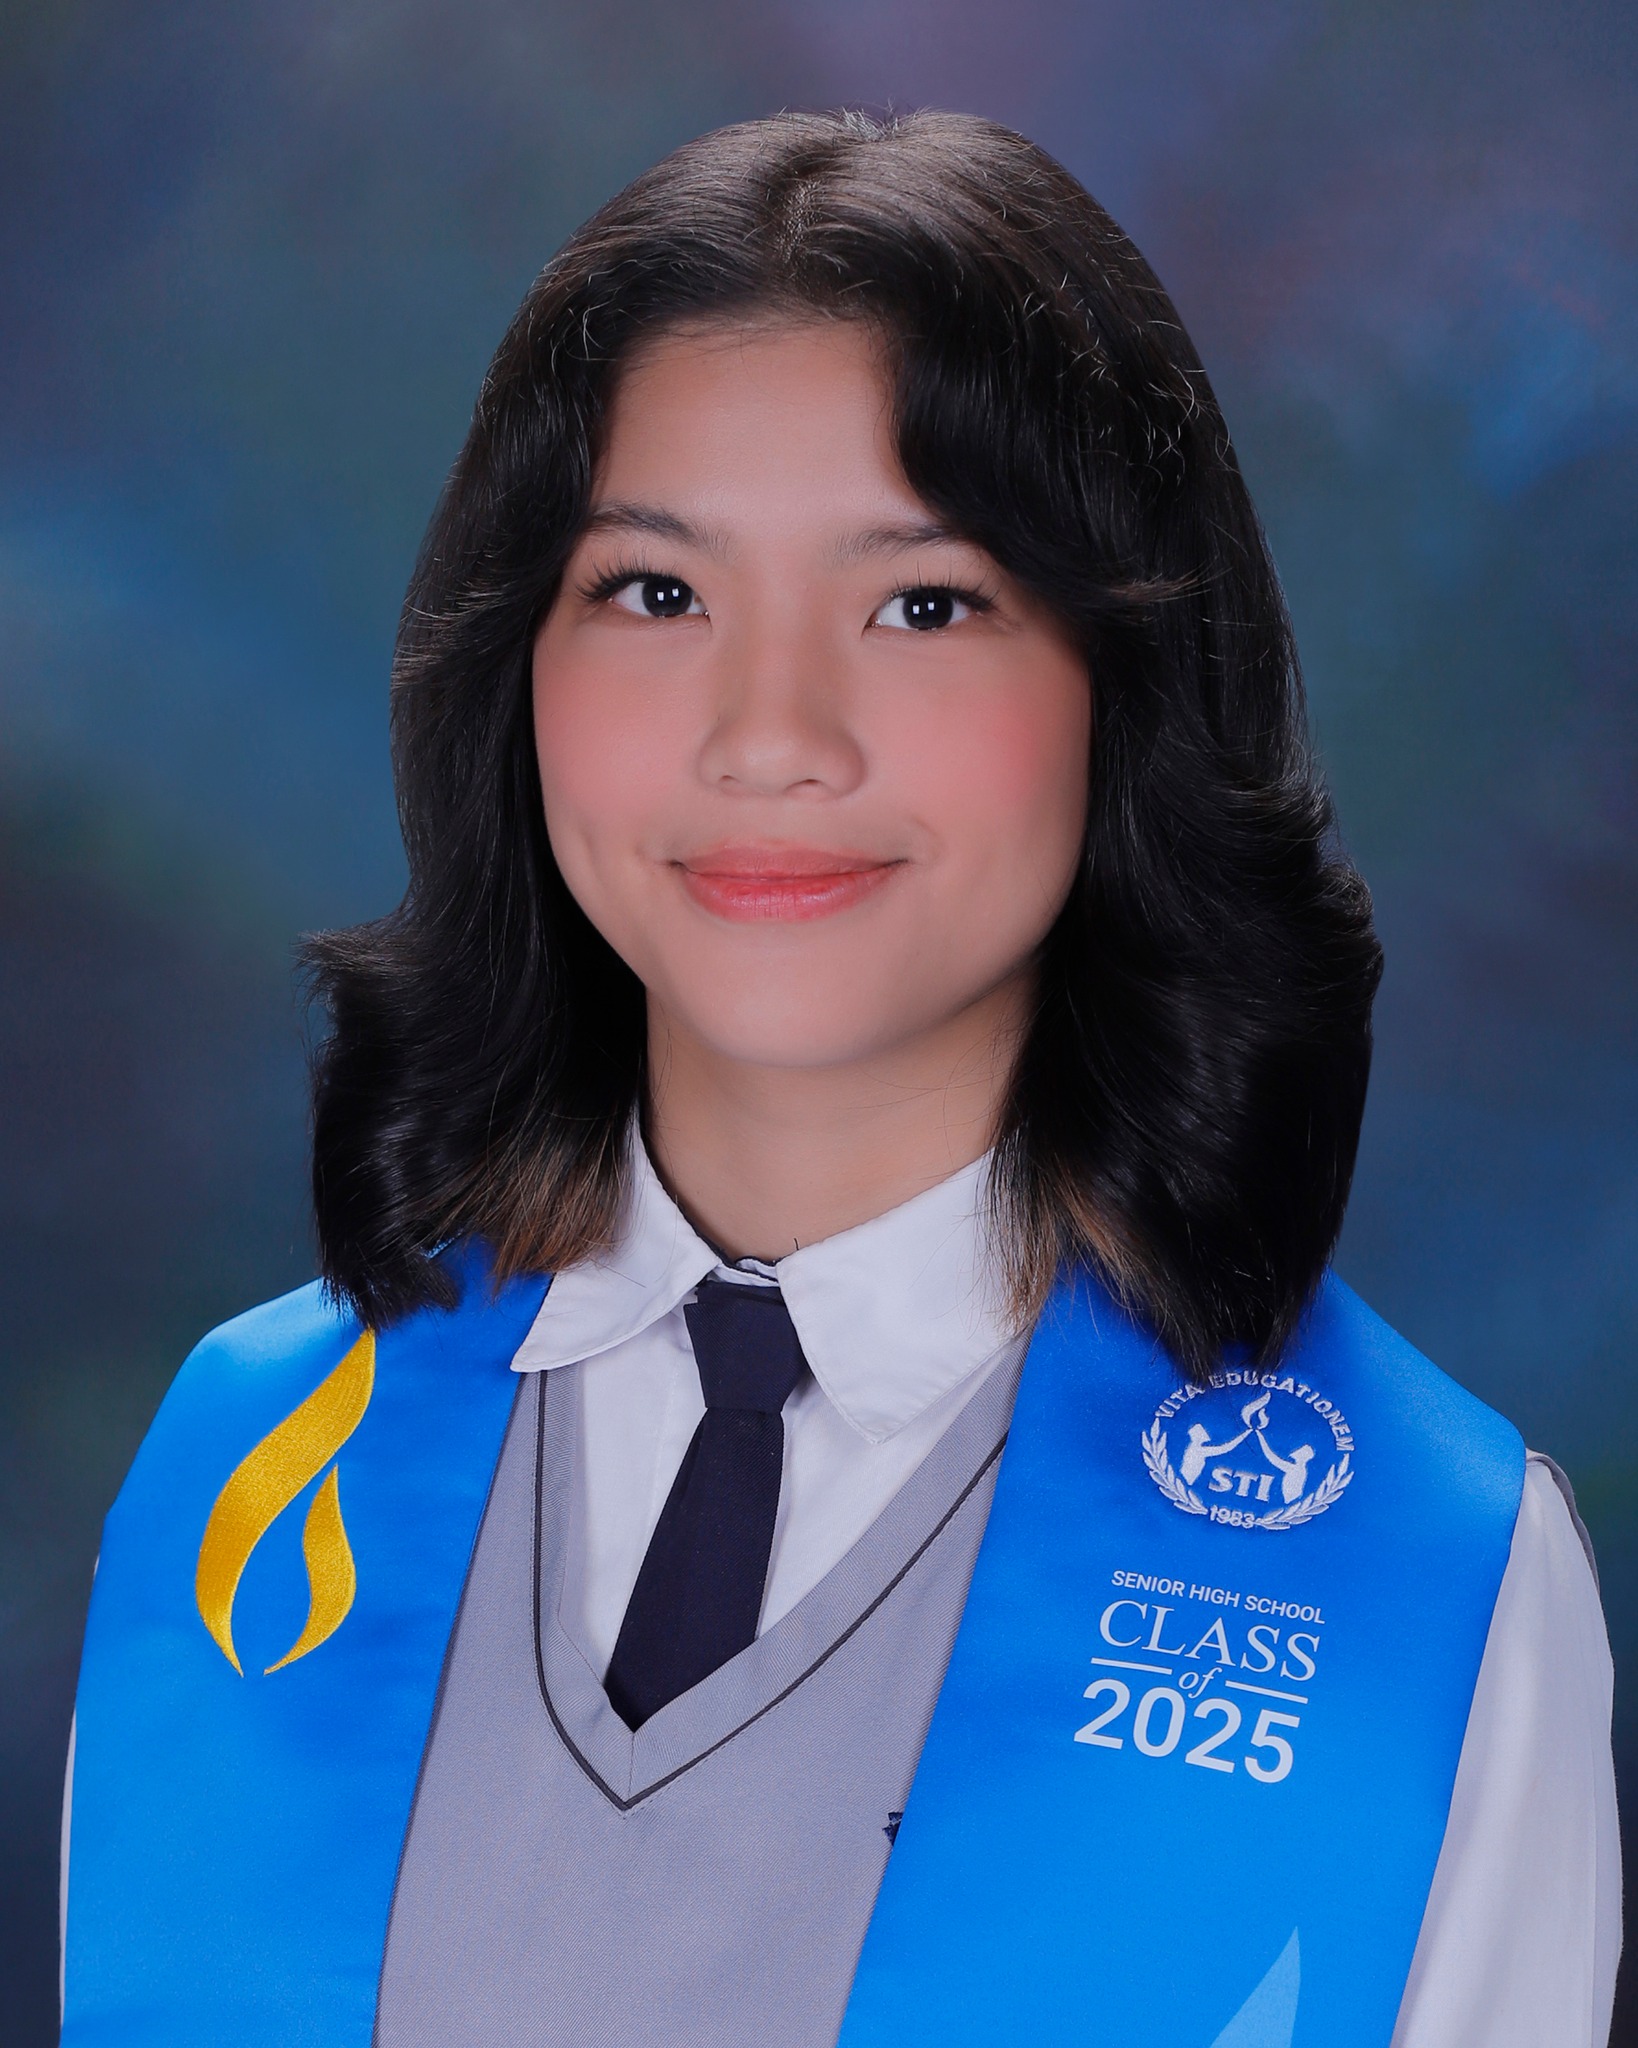 VITA EDUCATIONEM
STI
1983
SENIOR HIGH SCHOOL
CLASS
of
2025